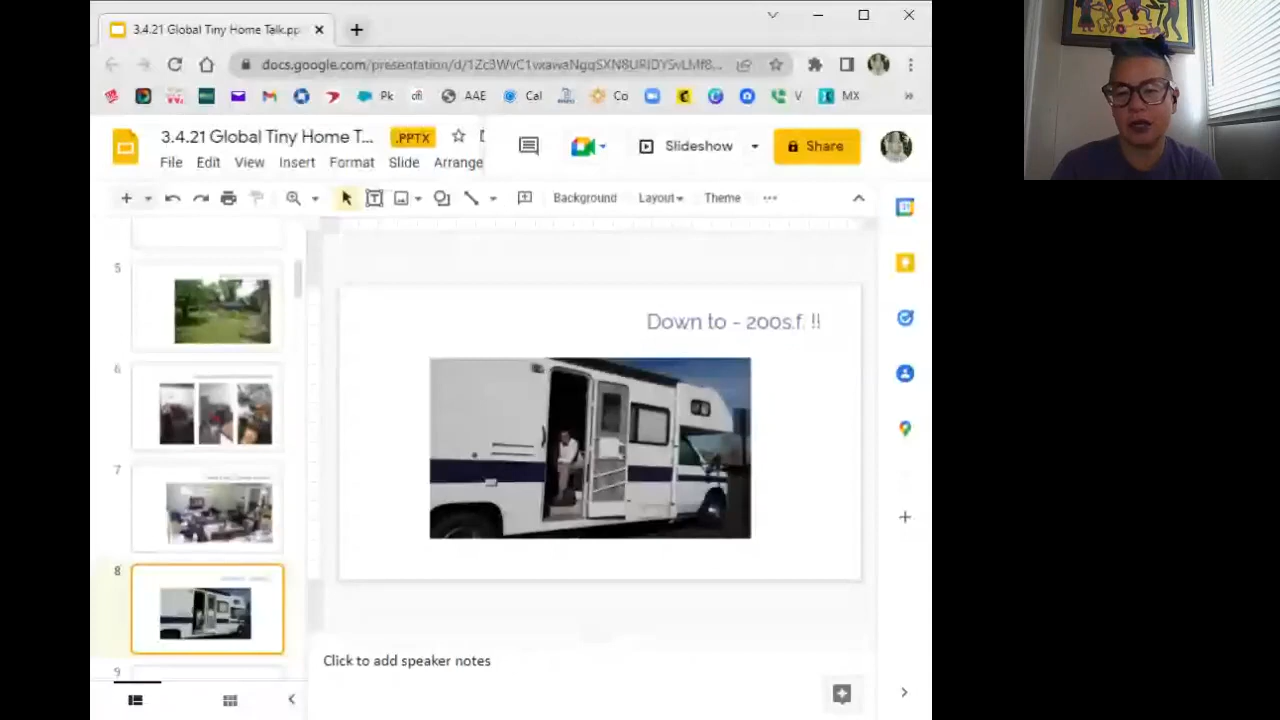 3.4.21 Global Tiny Home Talk.pp
docs.google.com/presentation/d/
Pk
AAE
Cal
Co
V
MX
3.4.21 Global Tiny Home T...
.PPTX
Slideshow
Share
File Edit View Insert Format Slide Arrange
Background Layout Theme
5
6
7
8
9
Down to - 200s.f. !!
Click to add speaker notes